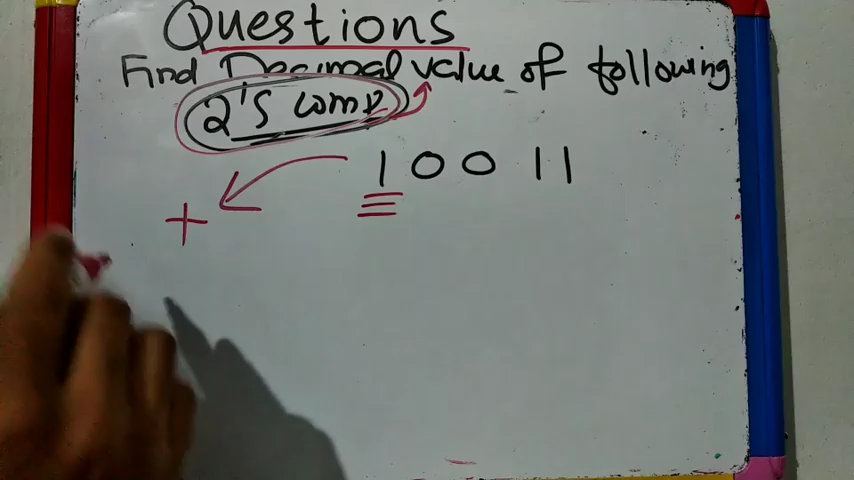 Questions
Find Decimal value of following
2's comp
1 0 0 1 1
+